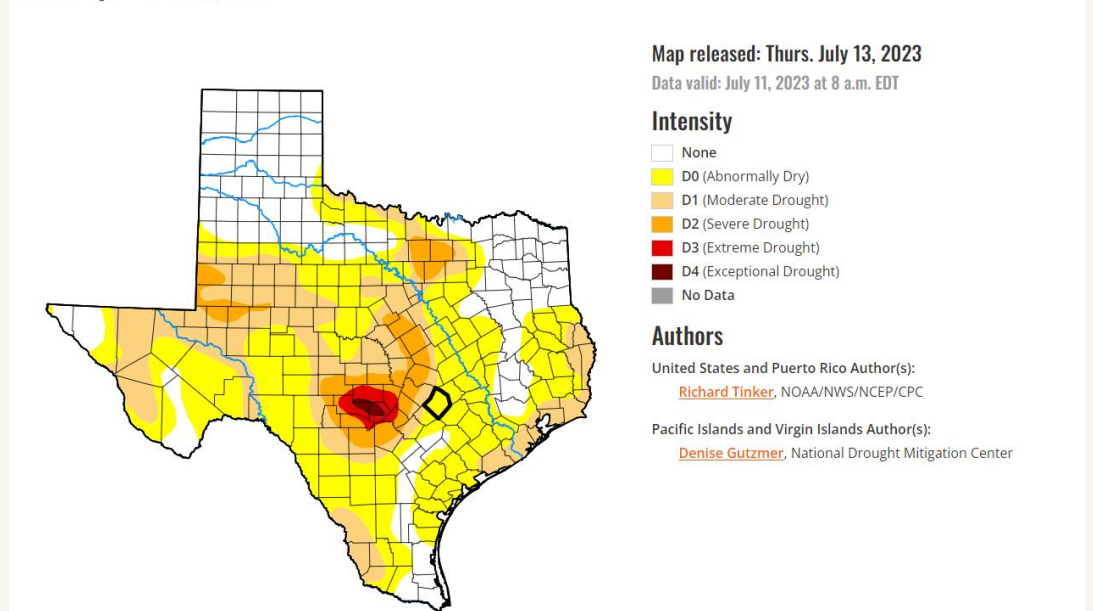 Map released: Thurs. July 13, 2023
Data valid: July 11, 2023 at 8 a.m. EDT
Intensity
None
D0 (Abnormally Dry)
D1 (Moderate Drought)
D2 (Severe Drought)
D3 (Extreme Drought)
D4 (Exceptional Drought)
No Data
Authors
United States and Puerto Rico Author(s):
Richard Tinker, NOAA/NWS/NCEP/CPC
Pacific Islands and Virgin Islands Author(s):
Denise Gutzmer, National Drought Mitigation Center